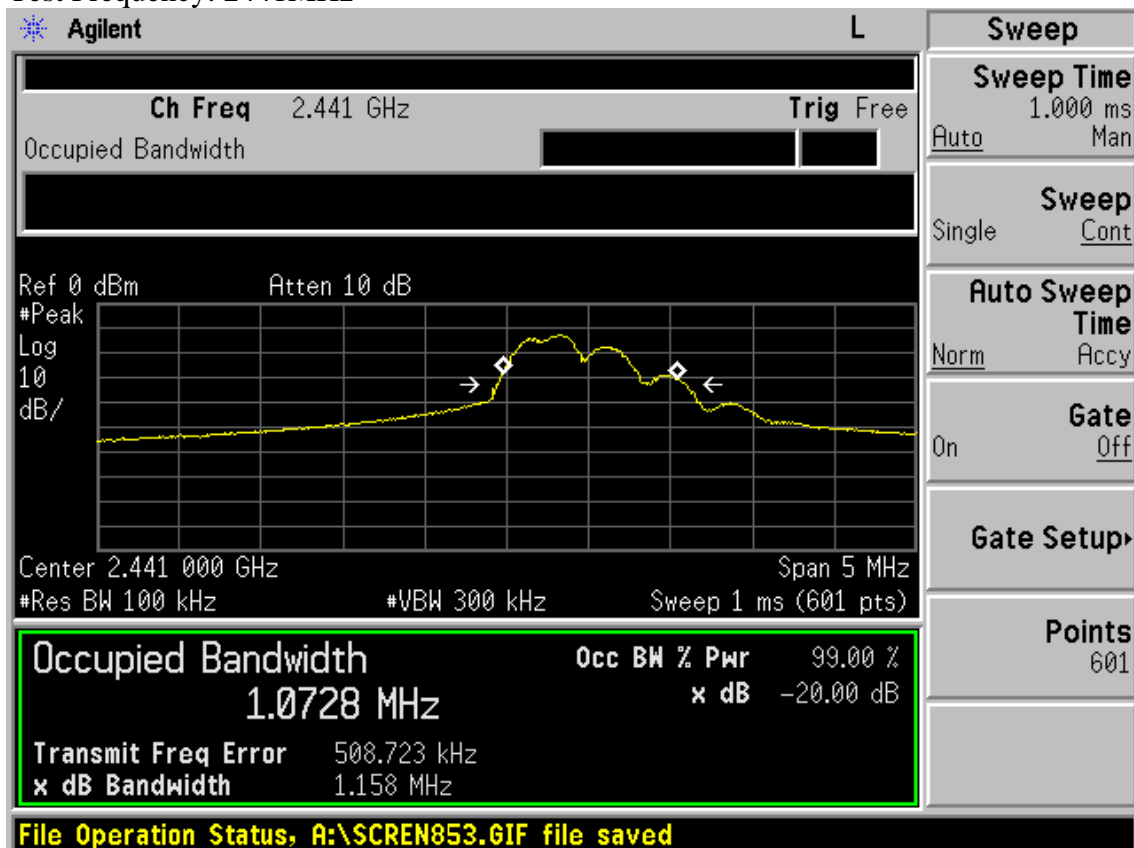 Agilent L
Sweep
Ch Freq 2.441 GHz Trig Free
Occupied Bandwidth
Sweep Time
1.000 ms
Auto Man
Sweep
Single Cont
Ref 0 dBm Atten 10 dB
#Peak
Log
10
dB/
Auto Sweep
Time
Norm Accy
Gate
On Off
Gate Setup
Center 2.441 000 GHz Span 5 MHz
#Res BW 100 kHz #VBW 300 kHz Sweep 1 ms (601 pts)
Points
601
Occupied Bandwidth Occ BW % Pwr 99.00 %
1.0728 MHz x dB -20.00 dB
Transmit Freq Error 508.723 kHz
x dB Bandwidth 1.158 MHz
File Operation Status, A:\SCREN853.GIF file saved